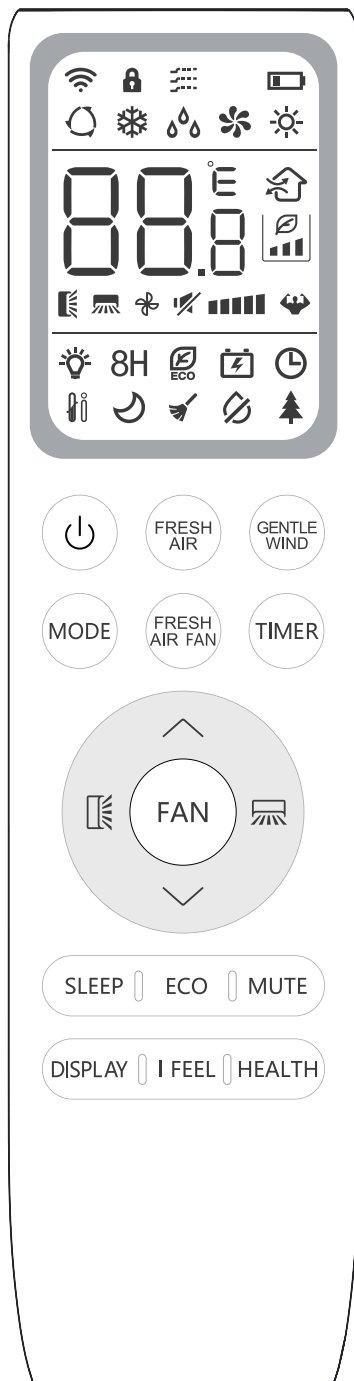 88.8°E
8H
ECO
FRESH
AIR
GENTLE
WIND
MODE
FRESH
AIR FAN
TIMER
FAN
SLEEP ECO MUTE
DISPLAY I FEEL HEALTH